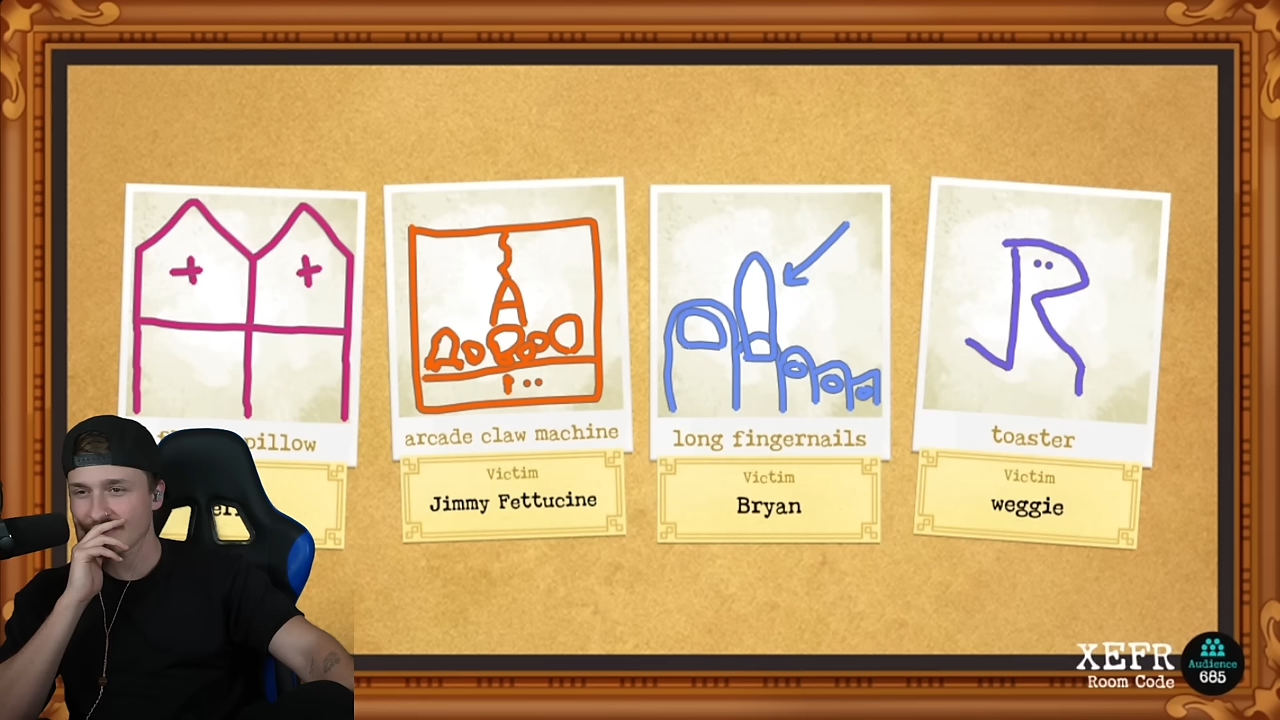 pillow
arcade claw machine
long fingernails
toaster
Victim
Jimmy Fettucine
Victim
Bryan
Victim
weggie
XEFR
Room Code
Audience
685